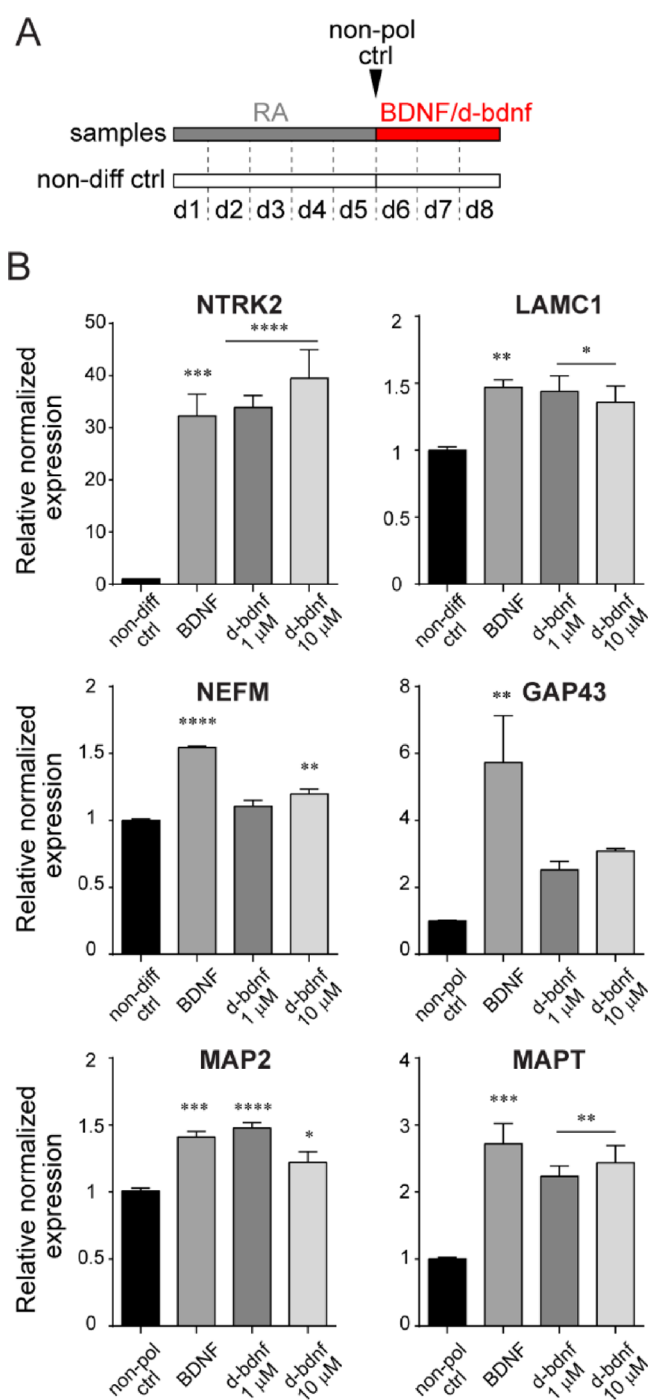 A
non-pol
ctrl
RA
BDNF/d-bdnf
samples
non-diff ctrl
d1 d2 d3 d4 d5 d6 d7 d8
B
NTRK2
Relative normalized
expression
50
40
30
20
10
0
***
****
non-diff
ctrl
BDNF
d-bdnf
1 μM
d-bdnf
10 μM
LAMC1
2
1.5
1
0.5
0
**
*
non-diff
ctrl
BDNF
d-bdnf
1 μM
d-bdnf
10 μM
NEFM
Relative normalized
expression
2
1.5
1
0.5
0
****
**
non-diff
ctrl
BDNF
d-bdnf
1 μM
d-bdnf
10 μM
GAP43
8
6
4
2
0
**
non-pol
ctrl
BDNF
d-bdnf
1 μM
d-bdnf
10 μM
MAP2
Relative normalized
expression
2
1.5
1
0.5
0
***
****
*
non-pol
ctrl
BDNF
d-bdnf
1 μM
d-bdnf
10 μM
MAPT
4
3
2
1
0
***
**
non-pol
ctrl
BDNF
d-bdnf
1 μM
d-bdnf
10 μM